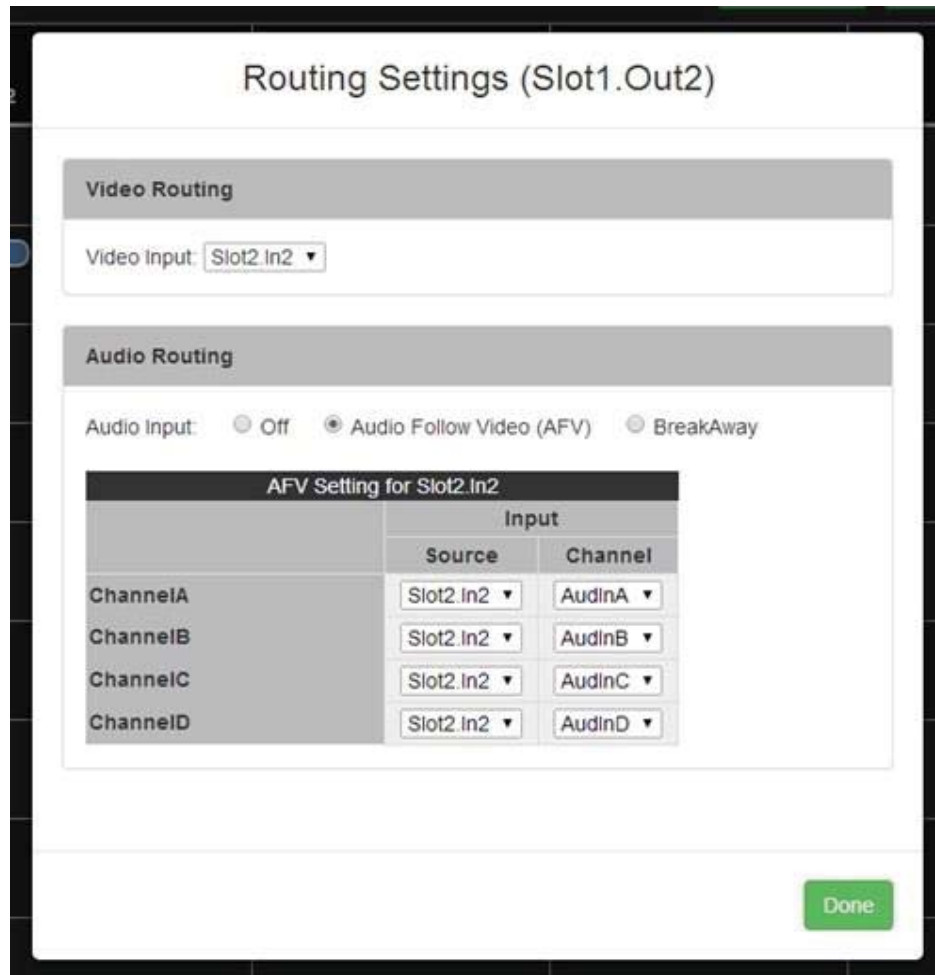 Routing Settings (Slot1.Out2)
2
Video Routing
Video Input: Slot2.In2
Audio Routing
Audio Input: Off Audio Follow Video (AFV) BreakAway
AFV Setting for Slot2.In2
Input
Source Channel
ChannelA Slot2.In2 AudInA
ChannelB Slot2.In2 AudInB
ChannelC Slot2.In2 AudInC
ChannelD Slot2.In2 AudInD
Done